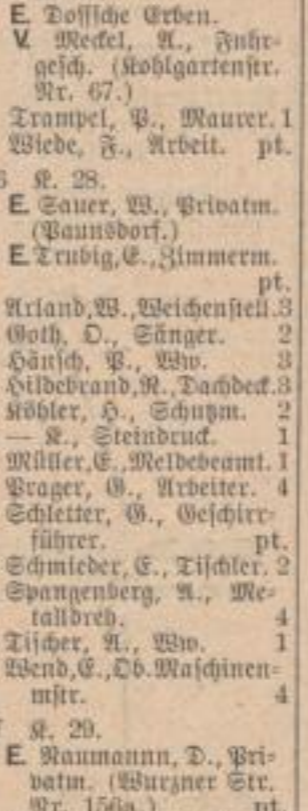 E. Dosssche Erben.
V. Meckel, A., Fuhr-
gesch. (Kohlgartenstr.
Nr. 67.)
Trampel, P., Maurer. 1
Wiede, F., Arbeit. pt.
K. 28.
E. Sauer, W., Privatm.
(Paunsdorf.)
E. Trubig, E., Zimmerm.
pt.
Arland, W., Weichenstell. 3
Goth, O., Sänger. 2
Hänsch, P., Ww. 3
Hildebrand, R., Dachdeck. 3
Köhler, H., Schutzm. 2
— K., Steindruck. 1
Müller, E., Meldebeamt. 1
Prager, G., Arbeiter. 4
Schletter, G., Geschirr-
führer. pt.
Schmieder, E., Tischler. 2
Spangenberg, A., Me-
talldreh. 4
Tischer, A., Ww. 1
Wend, E., Ob. Maschinen-
mstr. 4
K. 29.
E. Naumannn, D., Pri-
vatm. (Wurzner Str.
Nr. 156a.) pt.